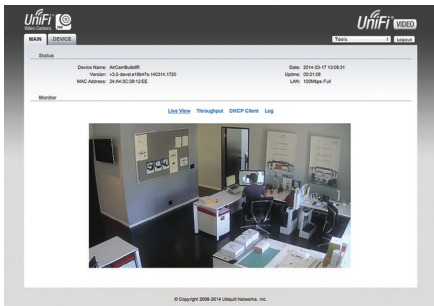 UniFi
Video Camera
UniFi VIDEO
MAIN DEVICE
Tools Logout
Status
Device Name: AirCamBulletIR
Version: v3.0-devel.e19b47e.140314.1720
MAC Address: 24:A4:3C:39:12:EE
Date: 2014-03-17 13:08:31
Uptime: 00:01:06
LAN: 100Mbps-Full
Monitor
Live View Throughput DHCP Client Log
© Copyright 2006-2014 Ubiquiti Networks, Inc.